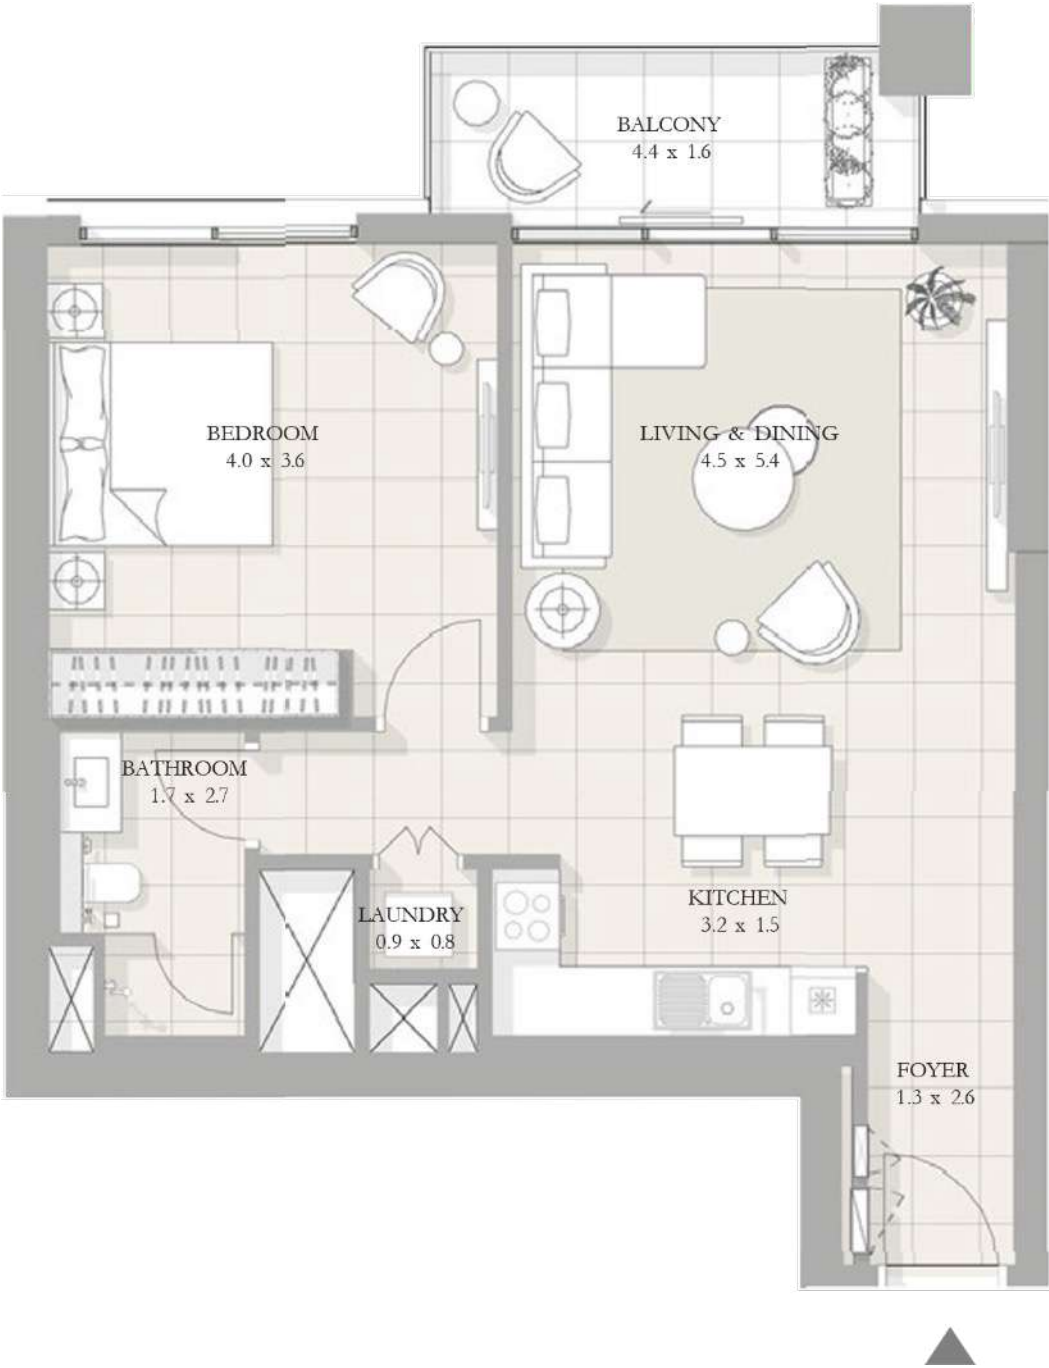 BALCONY
4.4 x 1.6
BEDROOM
4.0 x 3.6
LIVING & DINING
4.5 x 5.4
BATHROOM
1.7 x 2.7
KITCHEN
3.2 x 1.5
LAUNDRY
0.9 x 0.8
FOYER
1.3 x 2.6